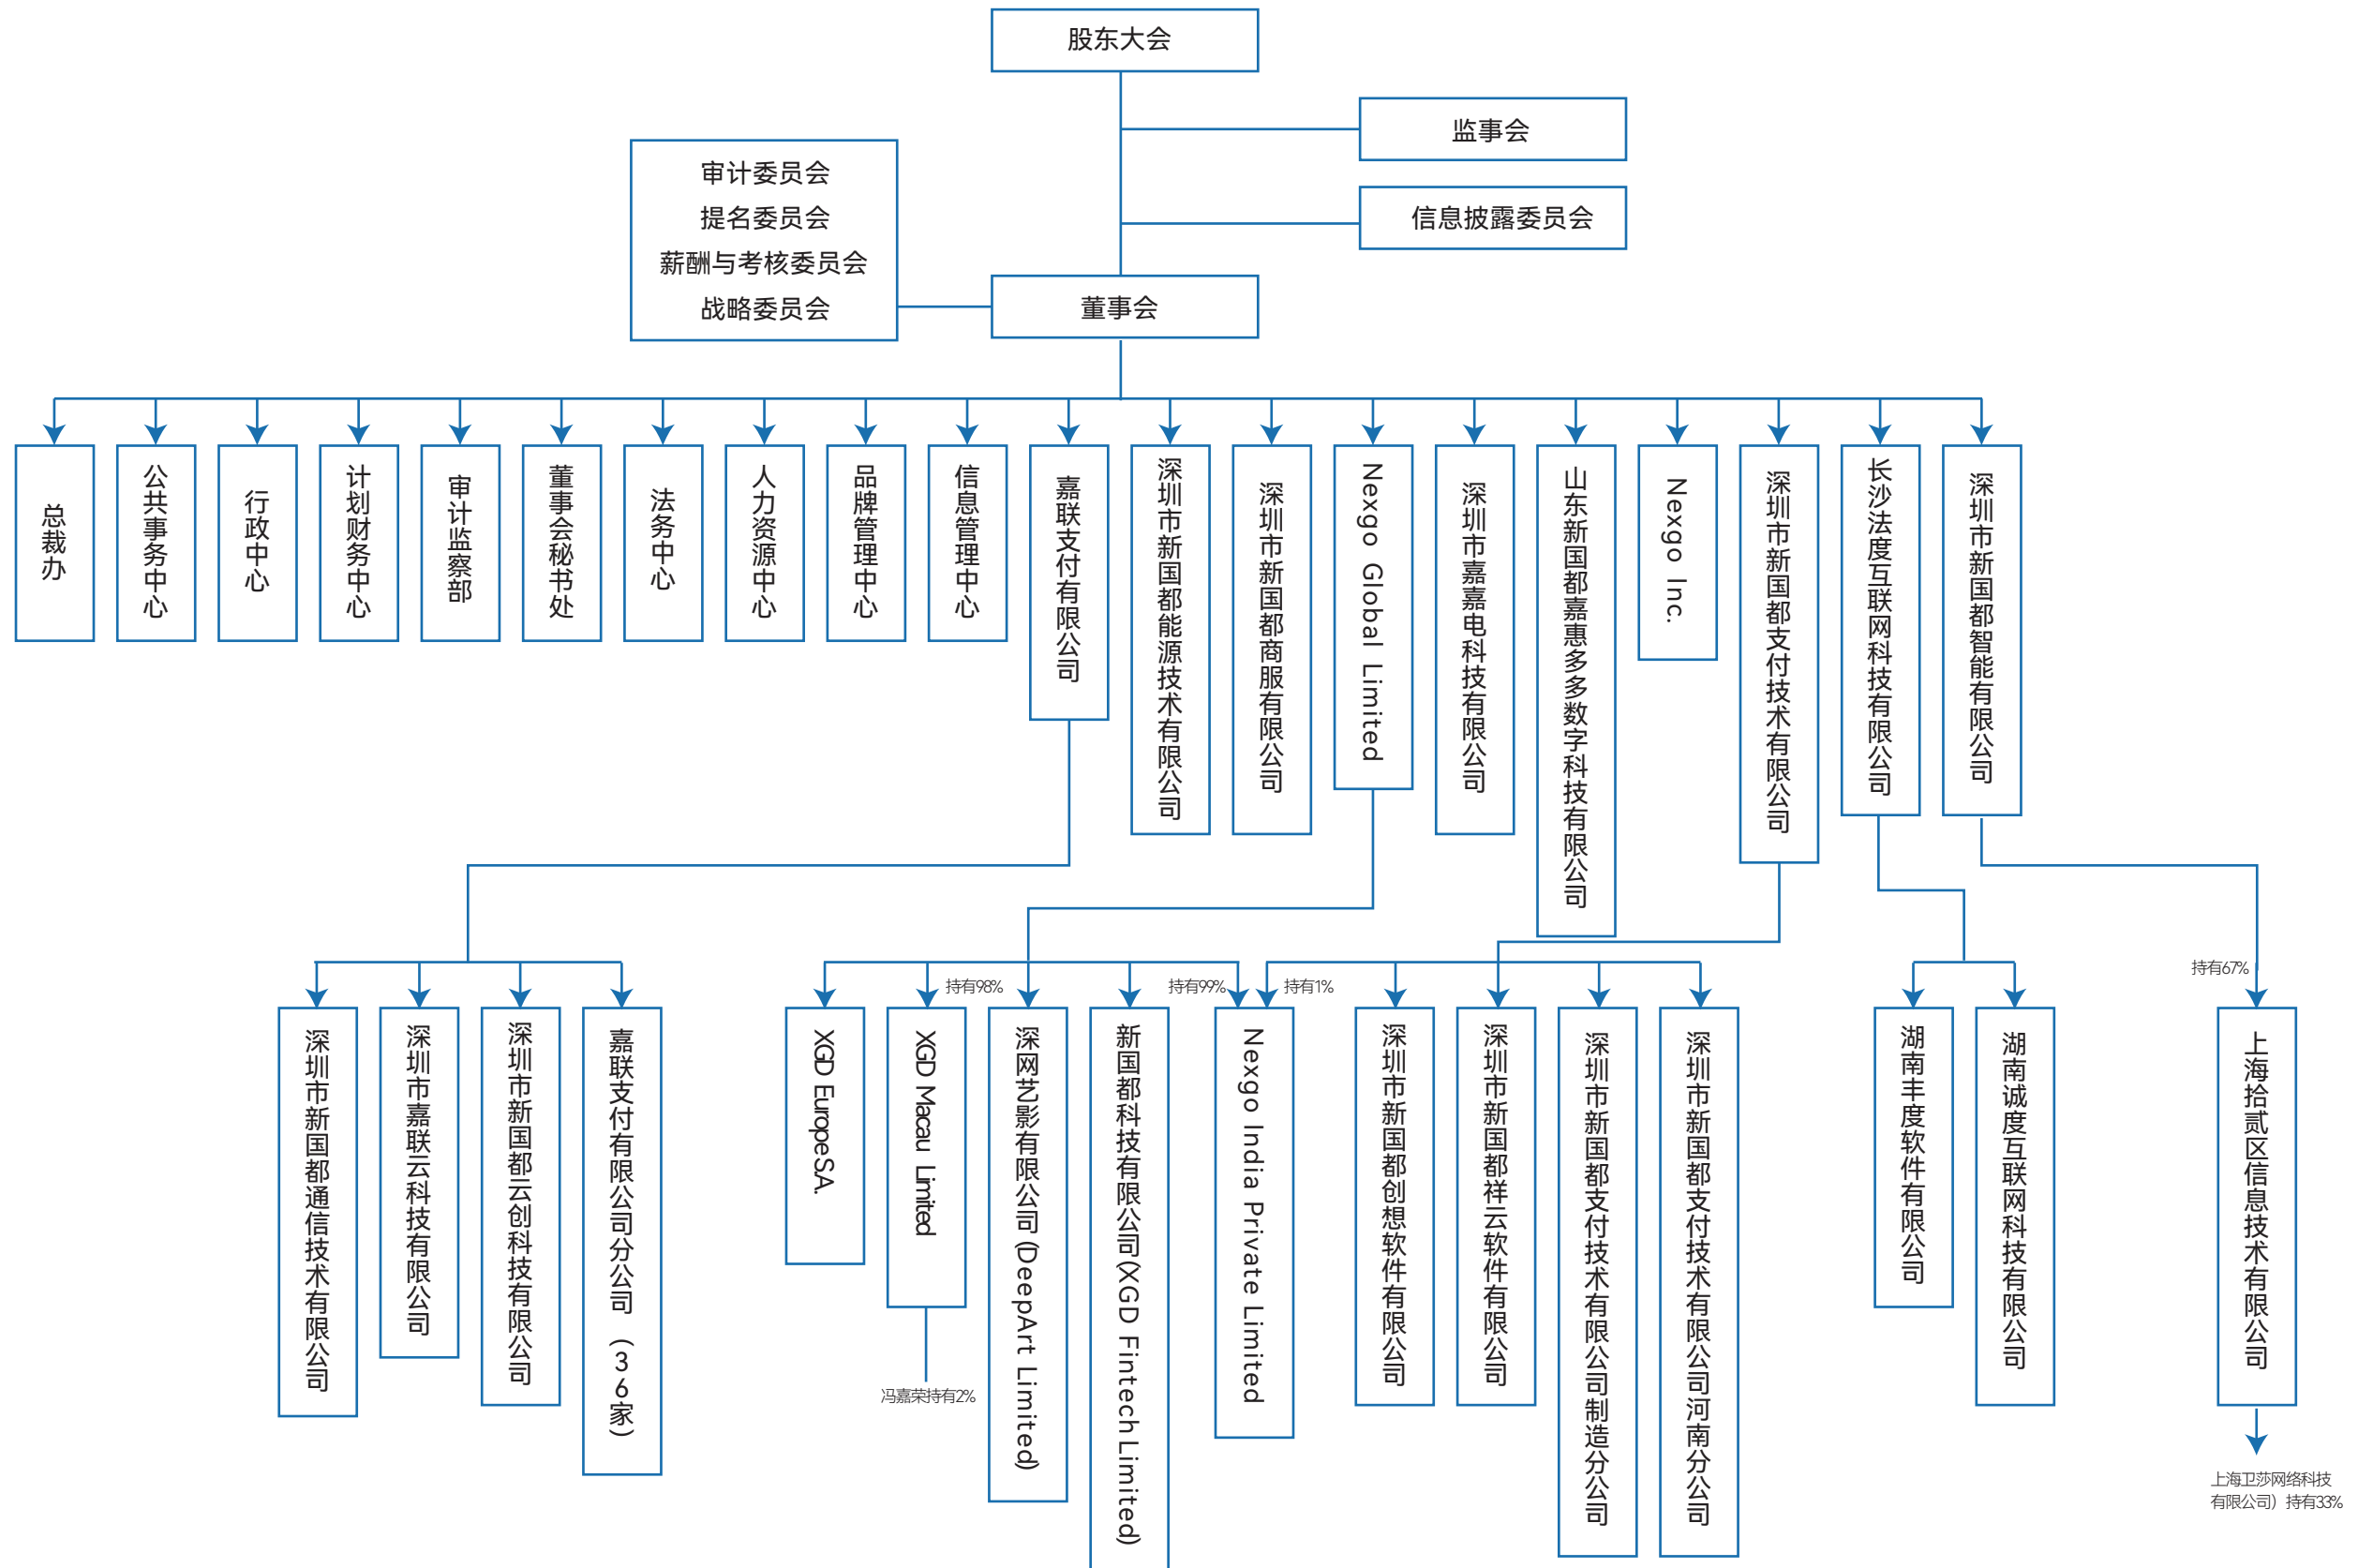 股东大会
监事会
审计委员会
提名委员会
薪酬与考核委员会
战略委员会
信息披露委员会
董事会
总裁办
公共事务中心
行政中心
计划财务中心
审计监察部
董事会秘书处
法务中心
人力资源中心
品牌管理中心
信息管理中心
嘉联支付有限公司
深圳市新国都能源技术有限公司
深圳市新国都商服有限公司
Nexgo Global Limited
深圳市嘉嘉电科技有限公司
山东新国都嘉惠多多数字科技有限公司
Nexgo Inc.
深圳市新国都支付技术有限公司
长沙法度互联网科技有限公司
深圳市新国都智能有限公司
持有98%
持有99%
持有1%
持有67%
深圳市新国都通信技术有限公司
深圳市嘉联云科技有限公司
深圳市新国都云创科技有限公司
嘉联支付有限公司分公司（36家）
XGD Europe S.A.
XGD Macau Limited
深网艺影有限公司(DeepArt Limited)
新国都科技有限公司(XGD Fintech Limited)
Nexgo India Private Limited
深圳市新国都创想软件有限公司
深圳市新国都祥云软件有限公司
深圳市新国都支付技术有限公司制造分公司
深圳市新国都支付技术有限公司河南分公司
湖南丰度软件有限公司
湖南诚度互联网科技有限公司
上海拾贰区信息技术有限公司
冯嘉荣持有2%
上海卫莎网络科技
有限公司）持有33%